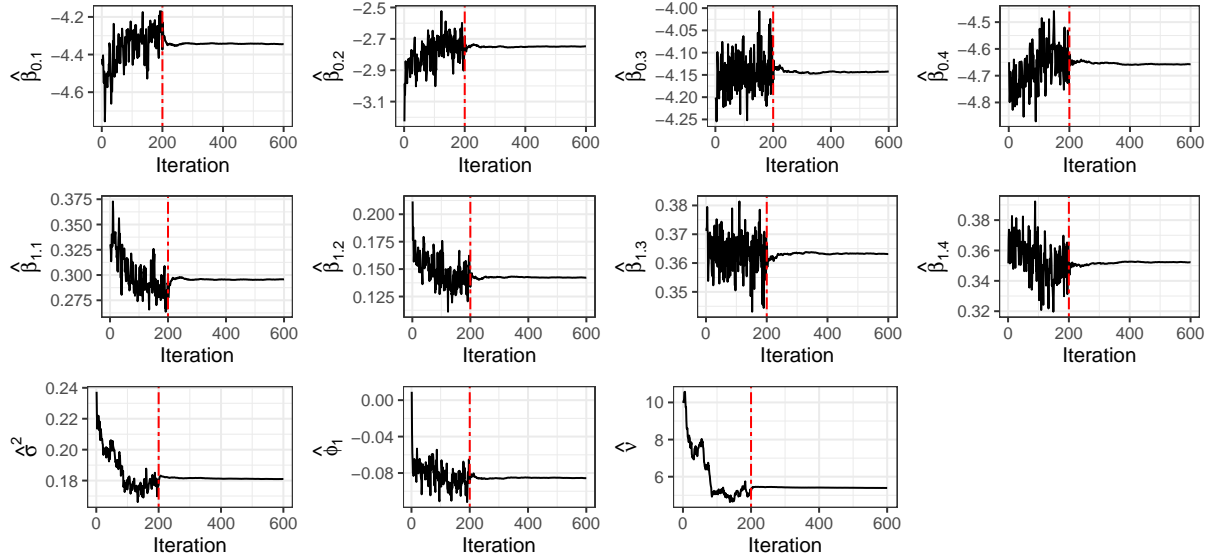 β̂0.1
−4.2
−4.4
−4.6
0 200 400 600
Iteration
β̂0.2
−2.5
−2.7
−2.9
−3.1
0 200 400 600
Iteration
β̂0.3
−4.00
−4.05
−4.10
−4.15
−4.20
−4.25
0 200 400 600
Iteration
β̂0.4
−4.5
−4.6
−4.7
−4.8
0 200 400 600
Iteration
β̂1.1
0.375
0.350
0.325
0.300
0.275
0 200 400 600
Iteration
β̂1.2
0.200
0.175
0.150
0.125
0 200 400 600
Iteration
β̂1.3
0.38
0.37
0.36
0.35
0 200 400 600
Iteration
β̂1.4
0.38
0.36
0.34
0.32
0 200 400 600
Iteration
σ̂²
0.24
0.22
0.20
0.18
0 200 400 600
Iteration
ϕ̂1
0.00
−0.04
−0.08
0 200 400 600
Iteration
ν̂
10
8
6
0 200 400 600
Iteration